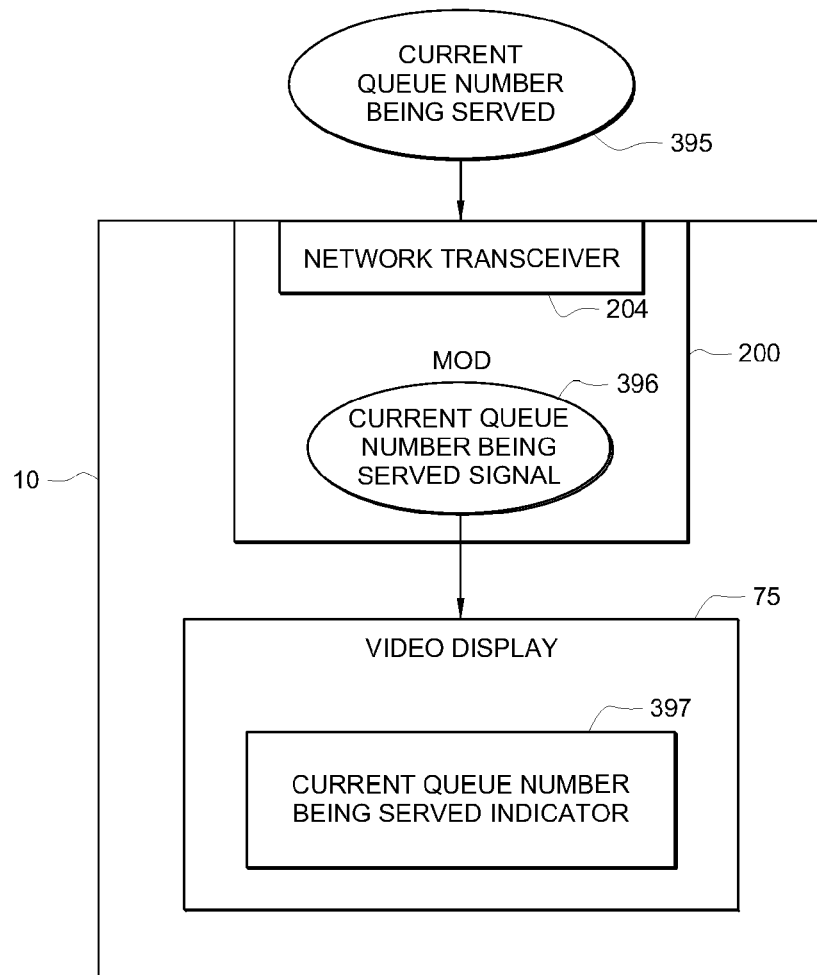 CURRENT
QUEUE NUMBER
BEING SERVED
395
NETWORK TRANSCEIVER
204
200
MOD
396
CURRENT QUEUE
NUMBER BEING
SERVED SIGNAL
10
75
VIDEO DISPLAY
397
CURRENT QUEUE NUMBER
BEING SERVED INDICATOR